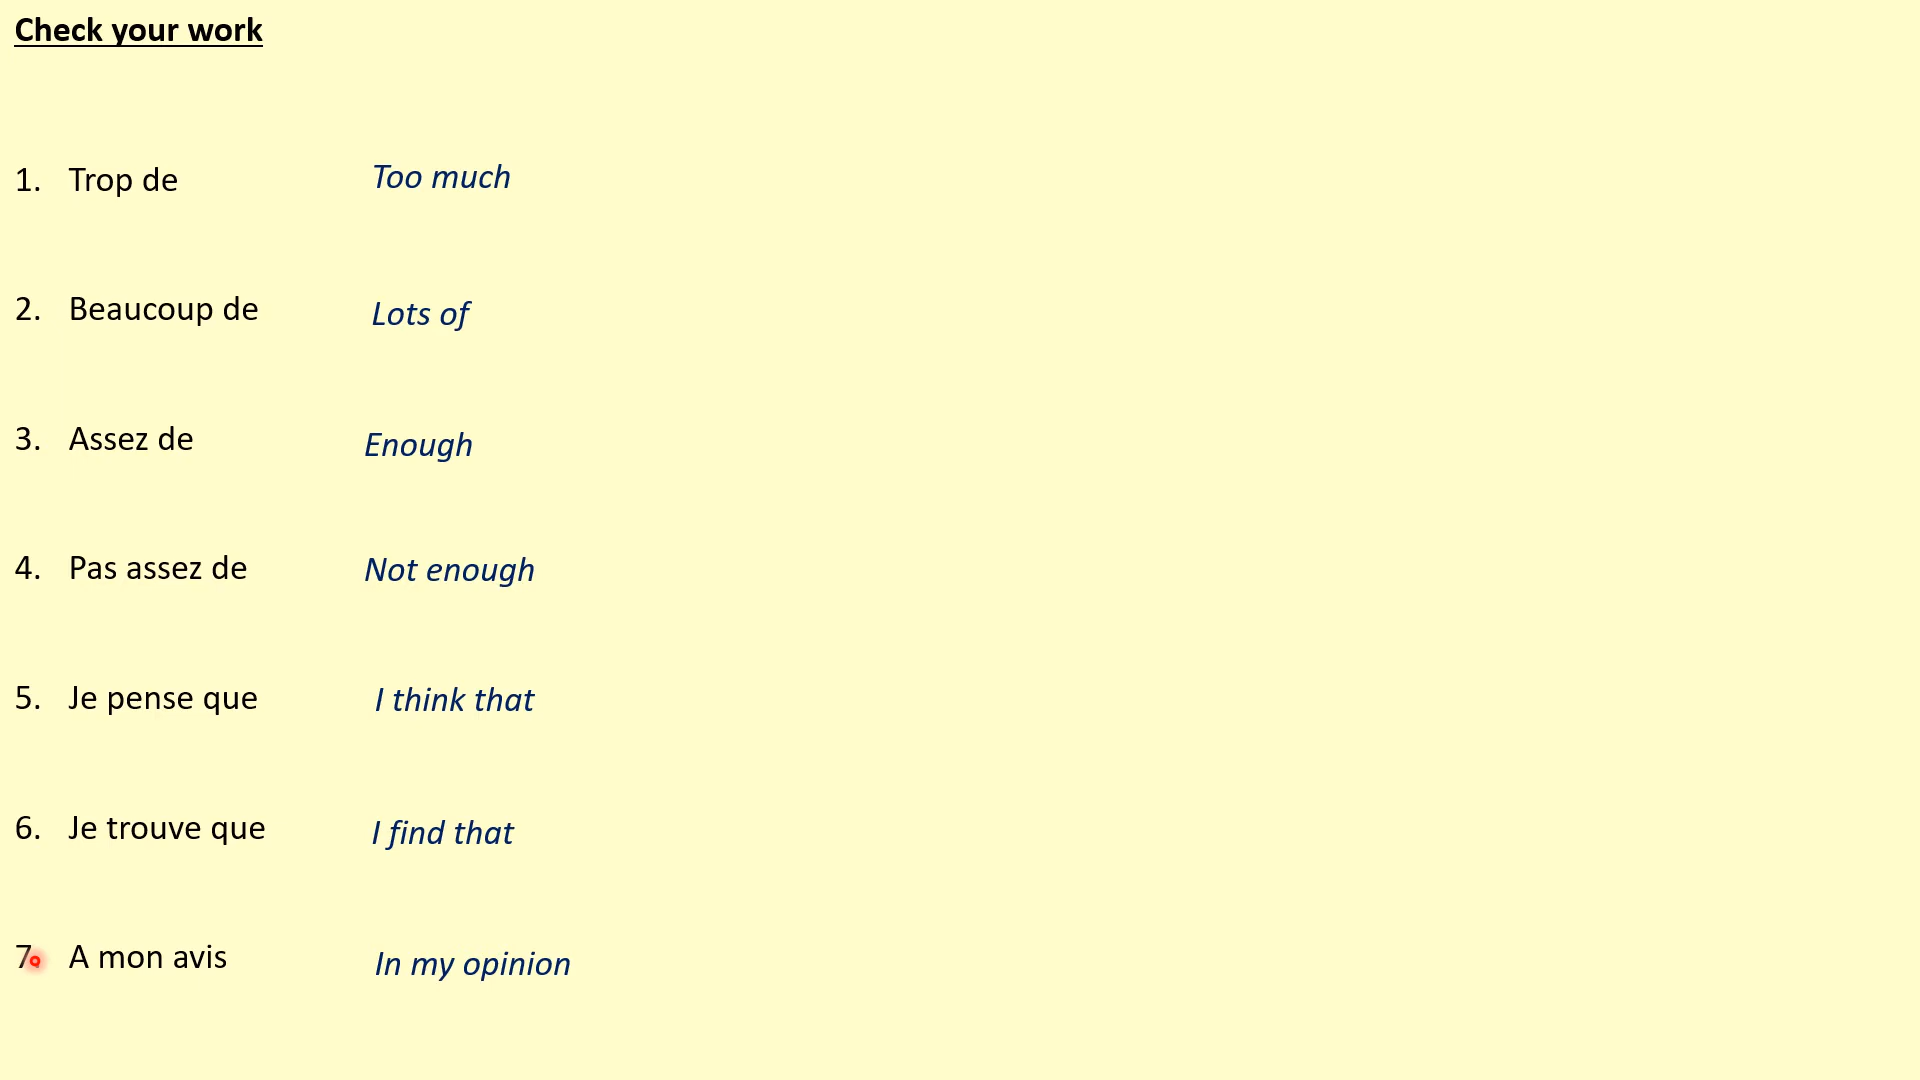 Check your work
1. Trop de Too much
2. Beaucoup de Lots of
3. Assez de Enough
4. Pas assez de Not enough
5. Je pense que I think that
6. Je trouve que I find that
7. A mon avis In my opinion